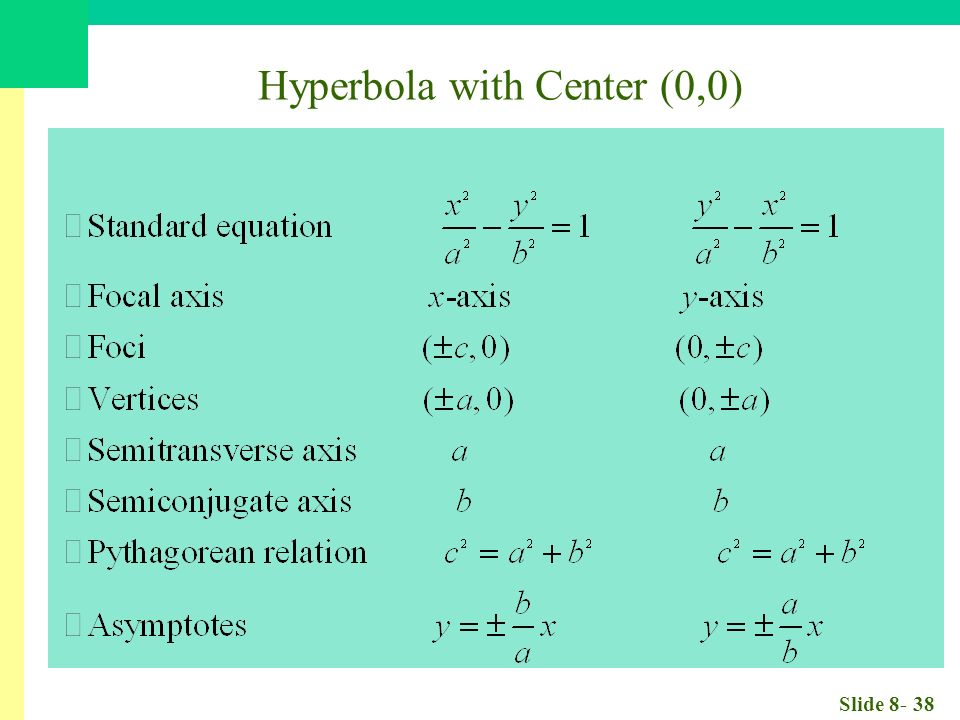 Hyperbola with Center (0,0)
Standard equation x²/a² − y²/b² = 1 y²/a² − x²/b² = 1
Focal axis x-axis y-axis
Foci (±c, 0) (0, ±c)
Vertices (±a, 0) (0, ±a)
Semitransverse axis a a
Semiconjugate axis b b
Pythagorean relation c² = a² + b² c² = a² + b²
Asymptotes y = ± b/a x y = ± a/b x
Slide 8- 38